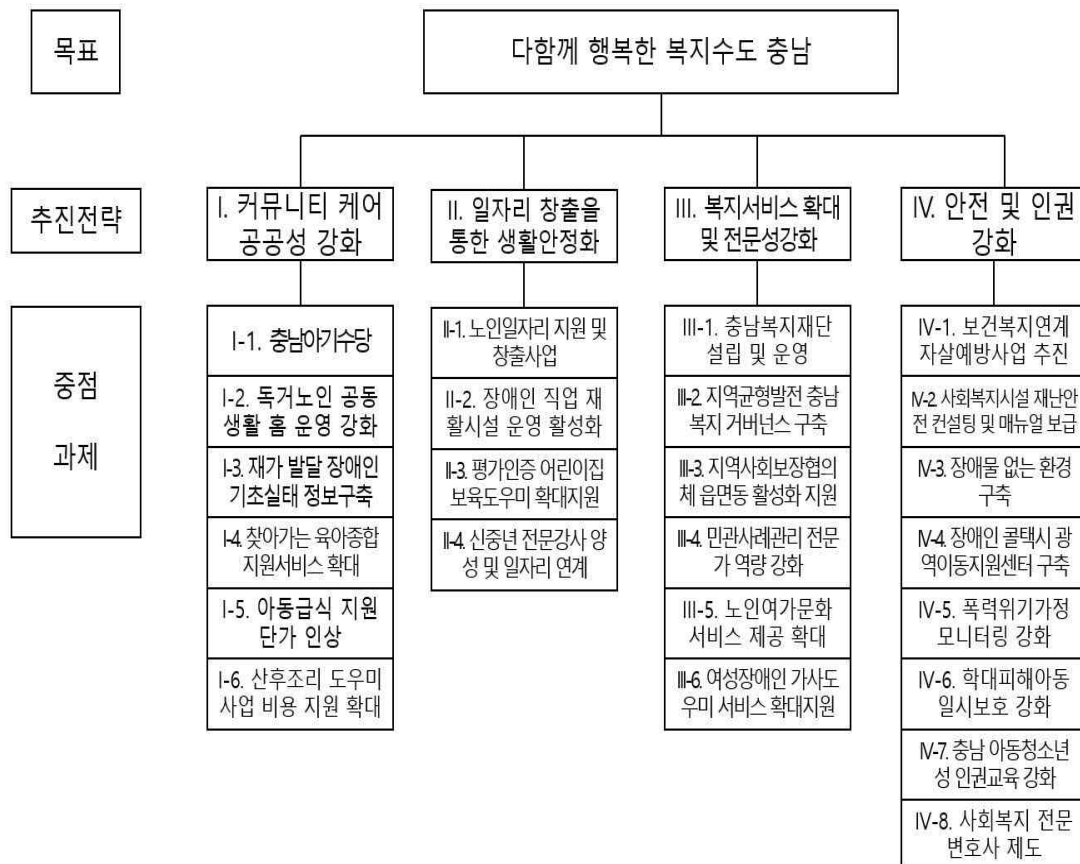 목표
다함께 행복한 복지수도 충남
추진전략
I. 커뮤니티 케어
공공성 강화
II. 일자리 창출을
통한 생활안정화
III. 복지서비스 확대
및 전문성강화
IV. 안전 및 인권
강화
중점
과제
I-1. 충남아기수당
I-2. 독거노인 공동
생활 홈 운영 강화
I-3. 재가 발달 장애인
기초실태 정보구축
I-4. 찾아가는 육아종합
지원서비스 확대
I-5. 아동급식 지원
단가 인상
I-6. 산후조리 도우미
사업 비용 지원 확대
II-1. 노인일자리 지원 및
창출사업
II-2. 장애인 직업 재
활시설 운영 활성화
II-3. 평가인증 어린이집
보육도우미 확대지원
II-4. 신중년 전문강사 양
성 및 일자리 연계
III-1. 충남복지재단
설립 및 운영
III-2. 지역균형발전 충남
복지 거버넌스 구축
III-3. 지역사회보장협의
체 읍면동 활성화 지원
III-4. 민관사례관리 전문
가 역량 강화
III-5. 노인여가문화
서비스 제공 확대
III-6. 여성장애인 가사도
우미 서비스 확대지원
IV-1. 보건복지연계
자살예방사업 추진
IV-2. 사회복지시설 재난안
전 컨설팅 및 매뉴얼 보급
IV-3. 장애물 없는 환경
구축
IV-4. 장애인 콜택시 광
역이동지원센터 구축
IV-5. 폭력위기가정
모니터링 강화
IV-6. 학대피해아동
일시보호 강화
IV-7. 충남 아동청소년
성 인권교육 강화
IV-8. 사회복지 전문
변호사 제도